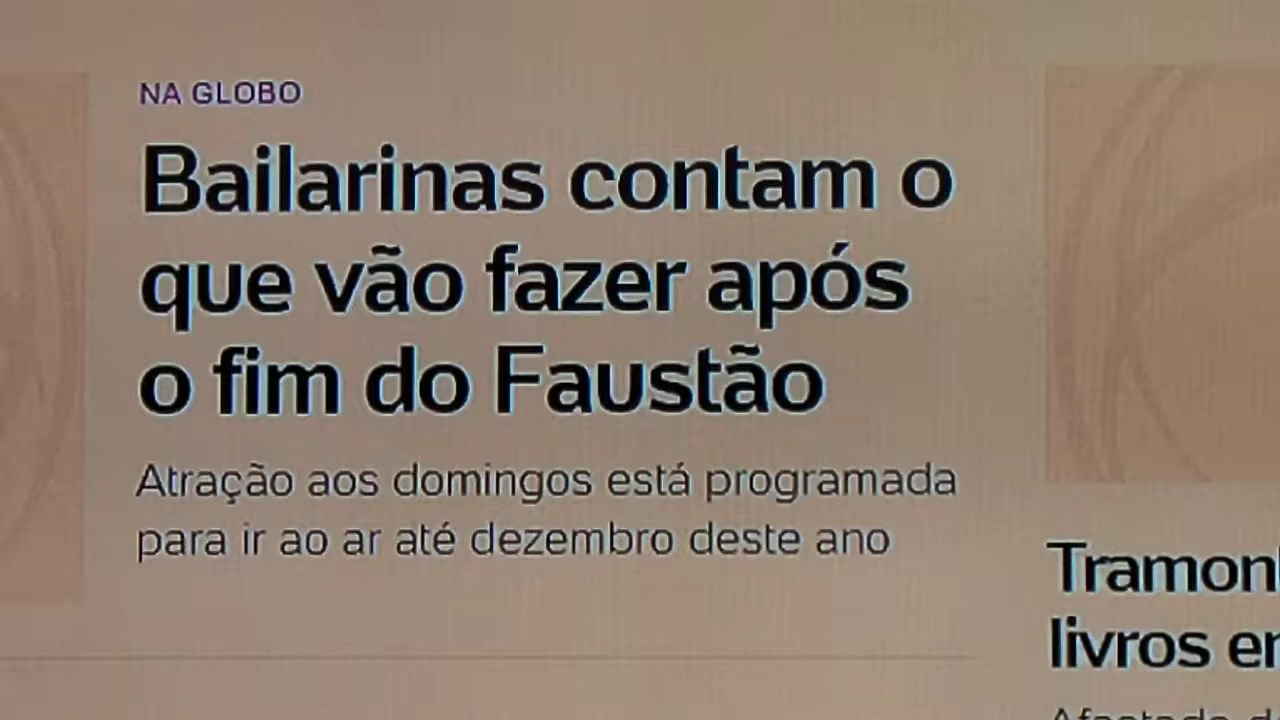 NA GLOBO
Bailarinas contam o
que vão fazer após
o fim do Faustão
Atração aos domingos está programada
para ir ao ar até dezembro deste ano
livros